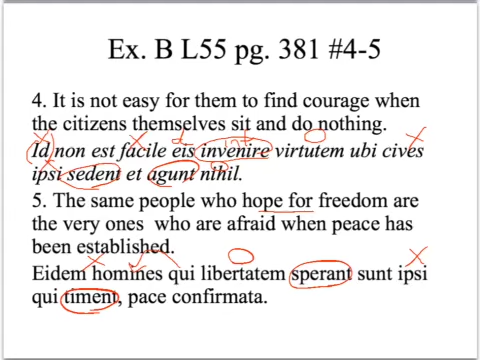 Ex. B L55 pg. 381 #4-5
4. It is not easy for them to find courage when
the citizens themselves sit and do nothing.
Id non est facile eis invenire virtutem ubi cives
ipsi sedent et agunt nihil.
5. The same people who hope for freedom are
the very ones who are afraid when peace has
been established.
Eidem homines qui libertatem sperant sunt ipsi
qui timent, pace confirmata.